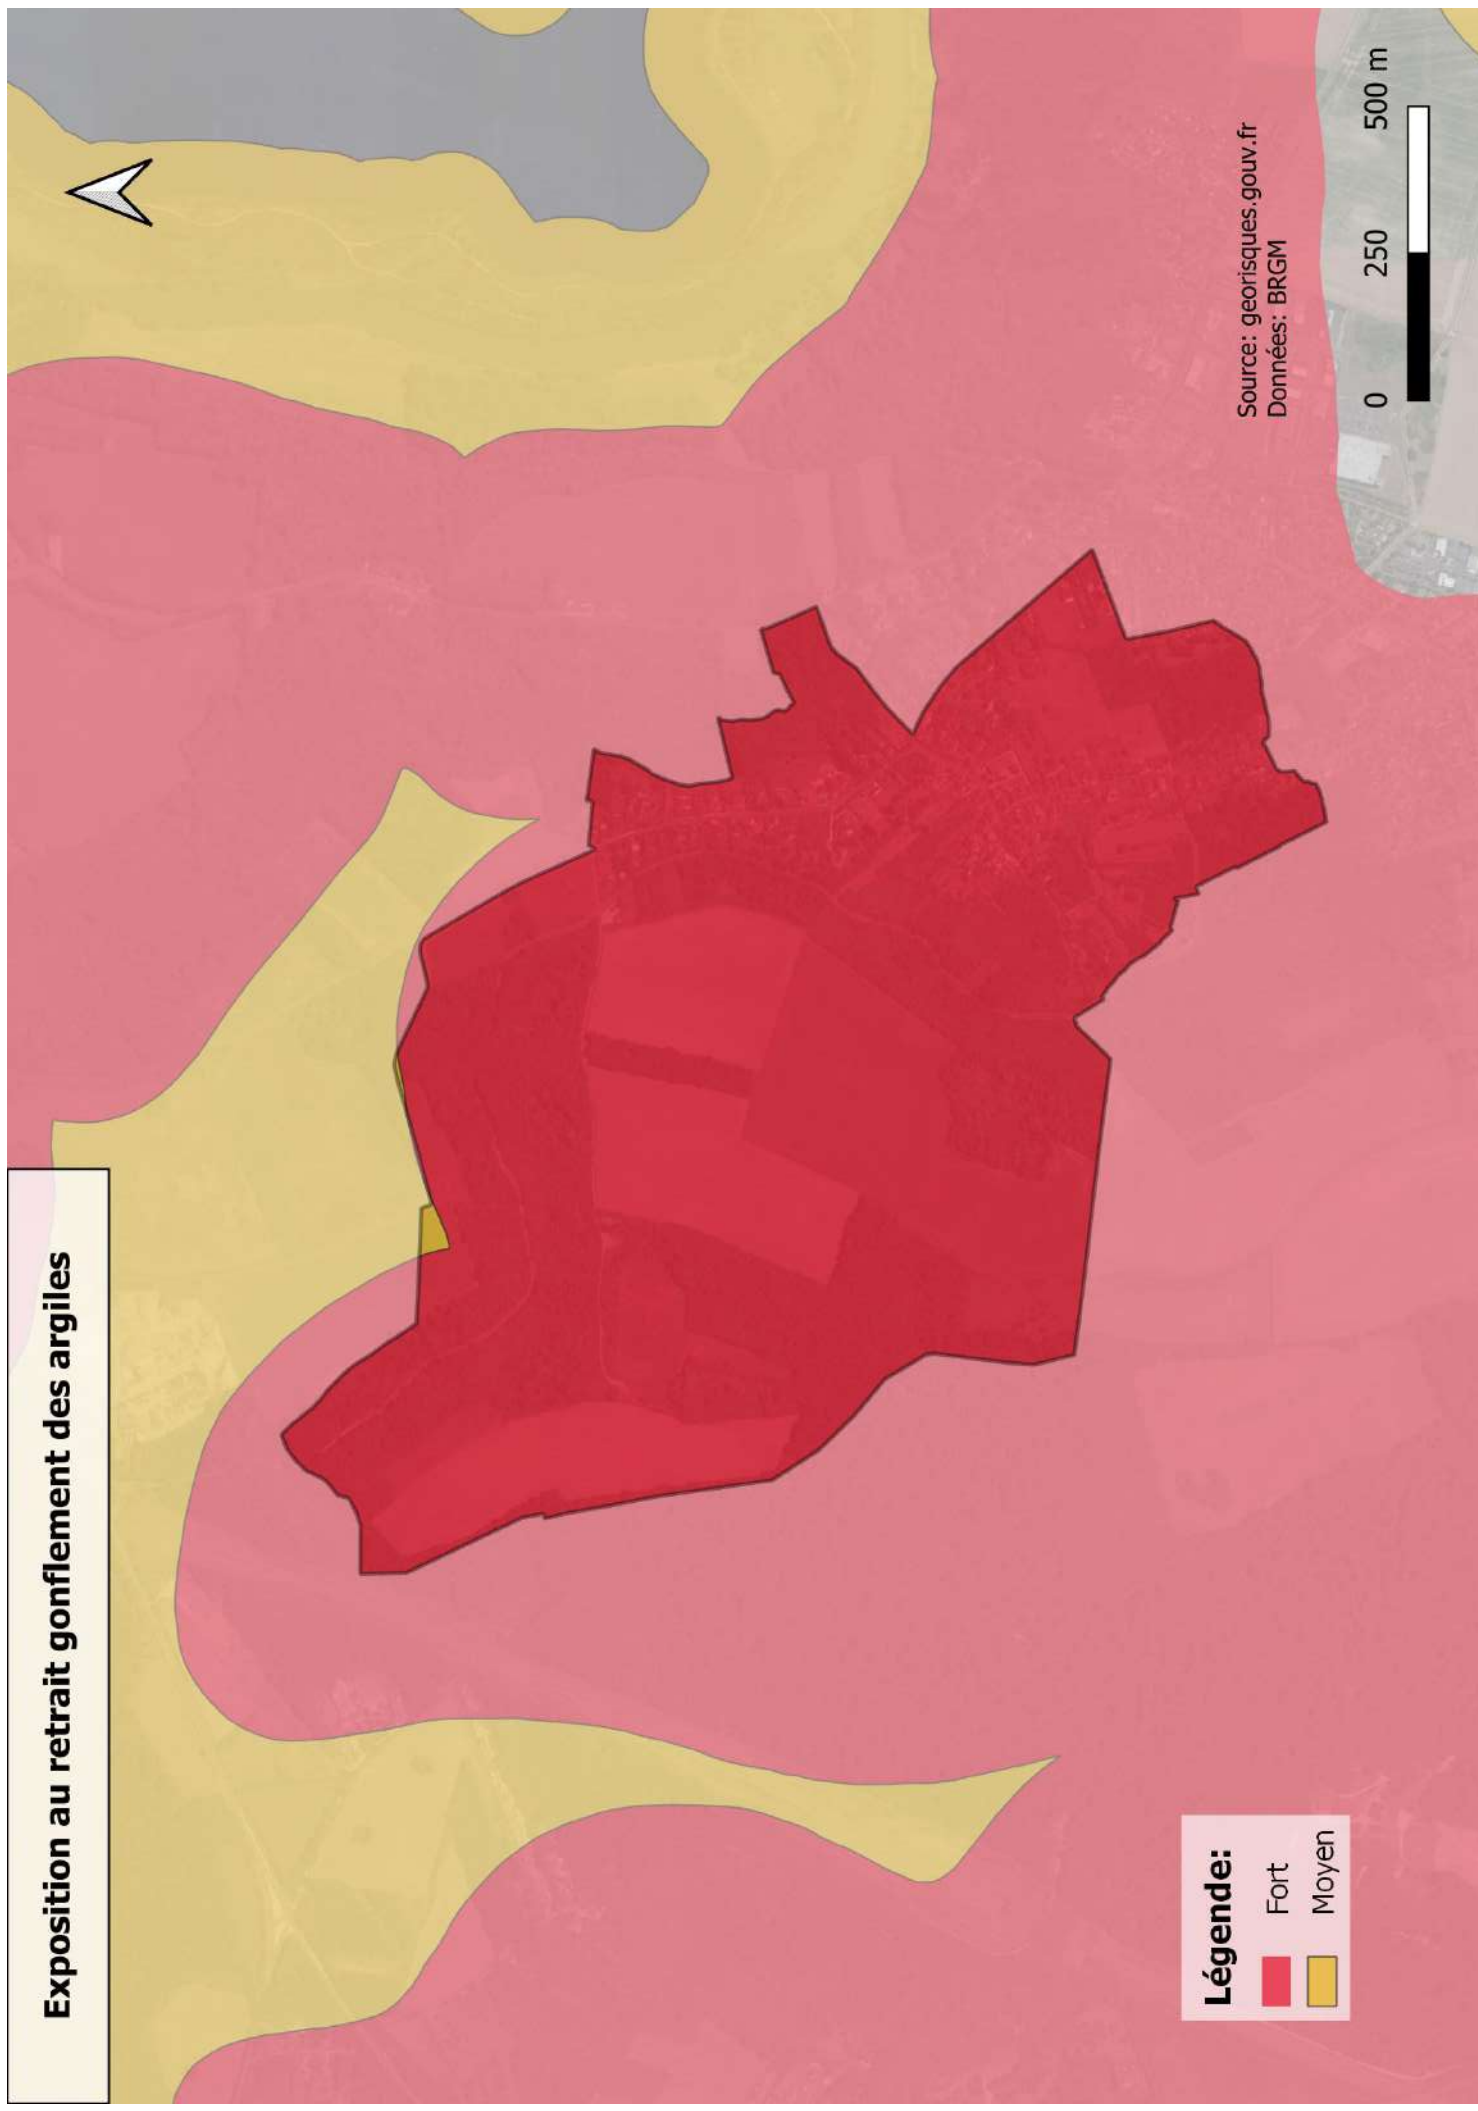 Exposition au retrait gonflement des argiles
Légende:
Fort
Moyen
Source: georisques.gouv.fr
Données: BRGM
0 250 500 m